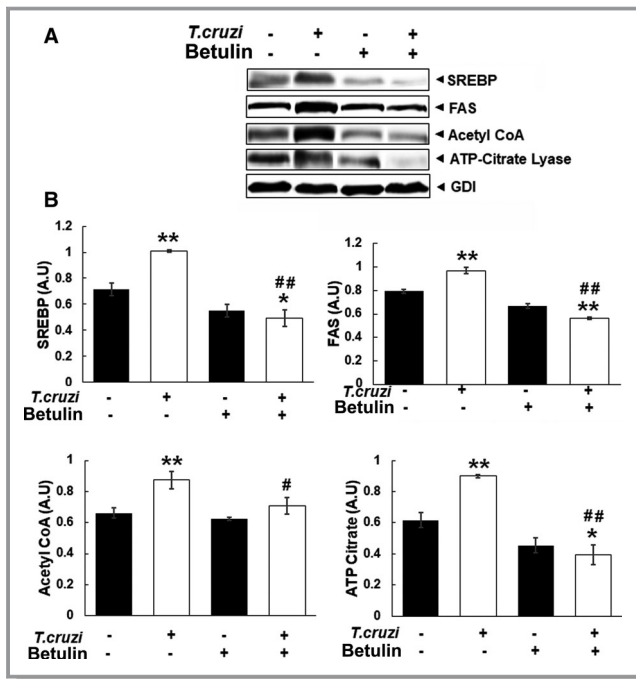 A
T.cruzi - + - +
Betulin - - + +
SREBP
FAS
Acetyl CoA
ATP-Citrate Lyase
GDI
B
SREBP (A.U)
1.2
1
0.8
0.6
0.4
0.2
0
**
##
*
T.cruzi - + - +
Betulin - - + +
FAS (A.U)
1.2
1
0.8
0.6
0.4
0.2
0
**
##
**
T.cruzi - + - +
Betulin - - + +
Acetyl CoA (A.U)
1
0.8
0.6
0.4
0.2
0
**
#
T.cruzi - + - +
Betulin - - + +
ATP Citrate (A.U)
1
0.8
0.6
0.4
0.2
0
**
##
*
T.cruzi - + - +
Betulin - - + +